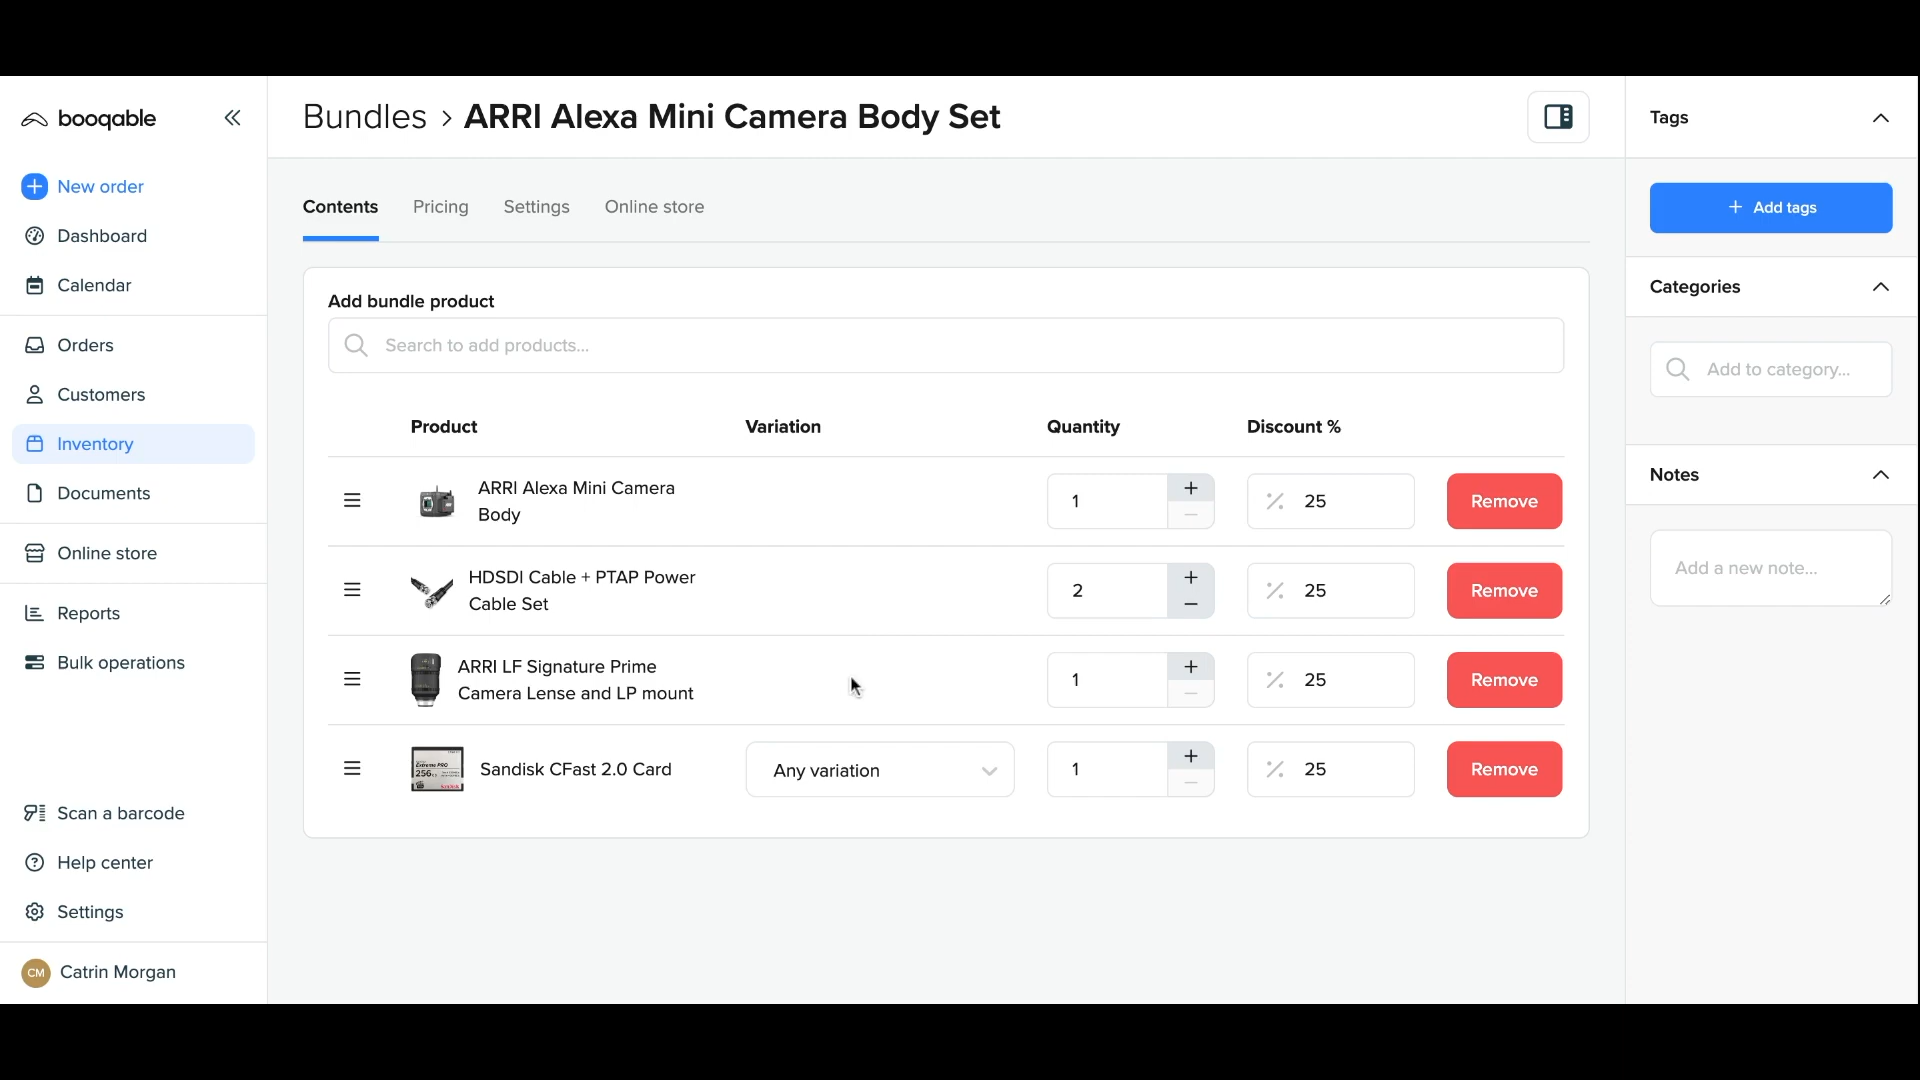 booqable
New order
Dashboard
Calendar
Orders
Customers
Inventory
Documents
Online store
Reports
Bulk operations
Scan a barcode
Help center
Settings
CM Catrin Morgan
Bundles > ARRI Alexa Mini Camera Body Set
Contents Pricing Settings Online store
Add bundle product
Search to add products...
Product Variation Quantity Discount %
ARRI Alexa Mini Camera
Body
1 + − % 25 Remove
HDSDI Cable + PTAP Power
Cable Set
2 + − % 25 Remove
ARRI LF Signature Prime
Camera Lense and LP mount
1 + − % 25 Remove
Extreme PRO
256
Sandisk CFast 2.0 Card Any variation 1 + − % 25 Remove
Tags
+ Add tags
Categories
Add to category...
Notes
Add a new note...